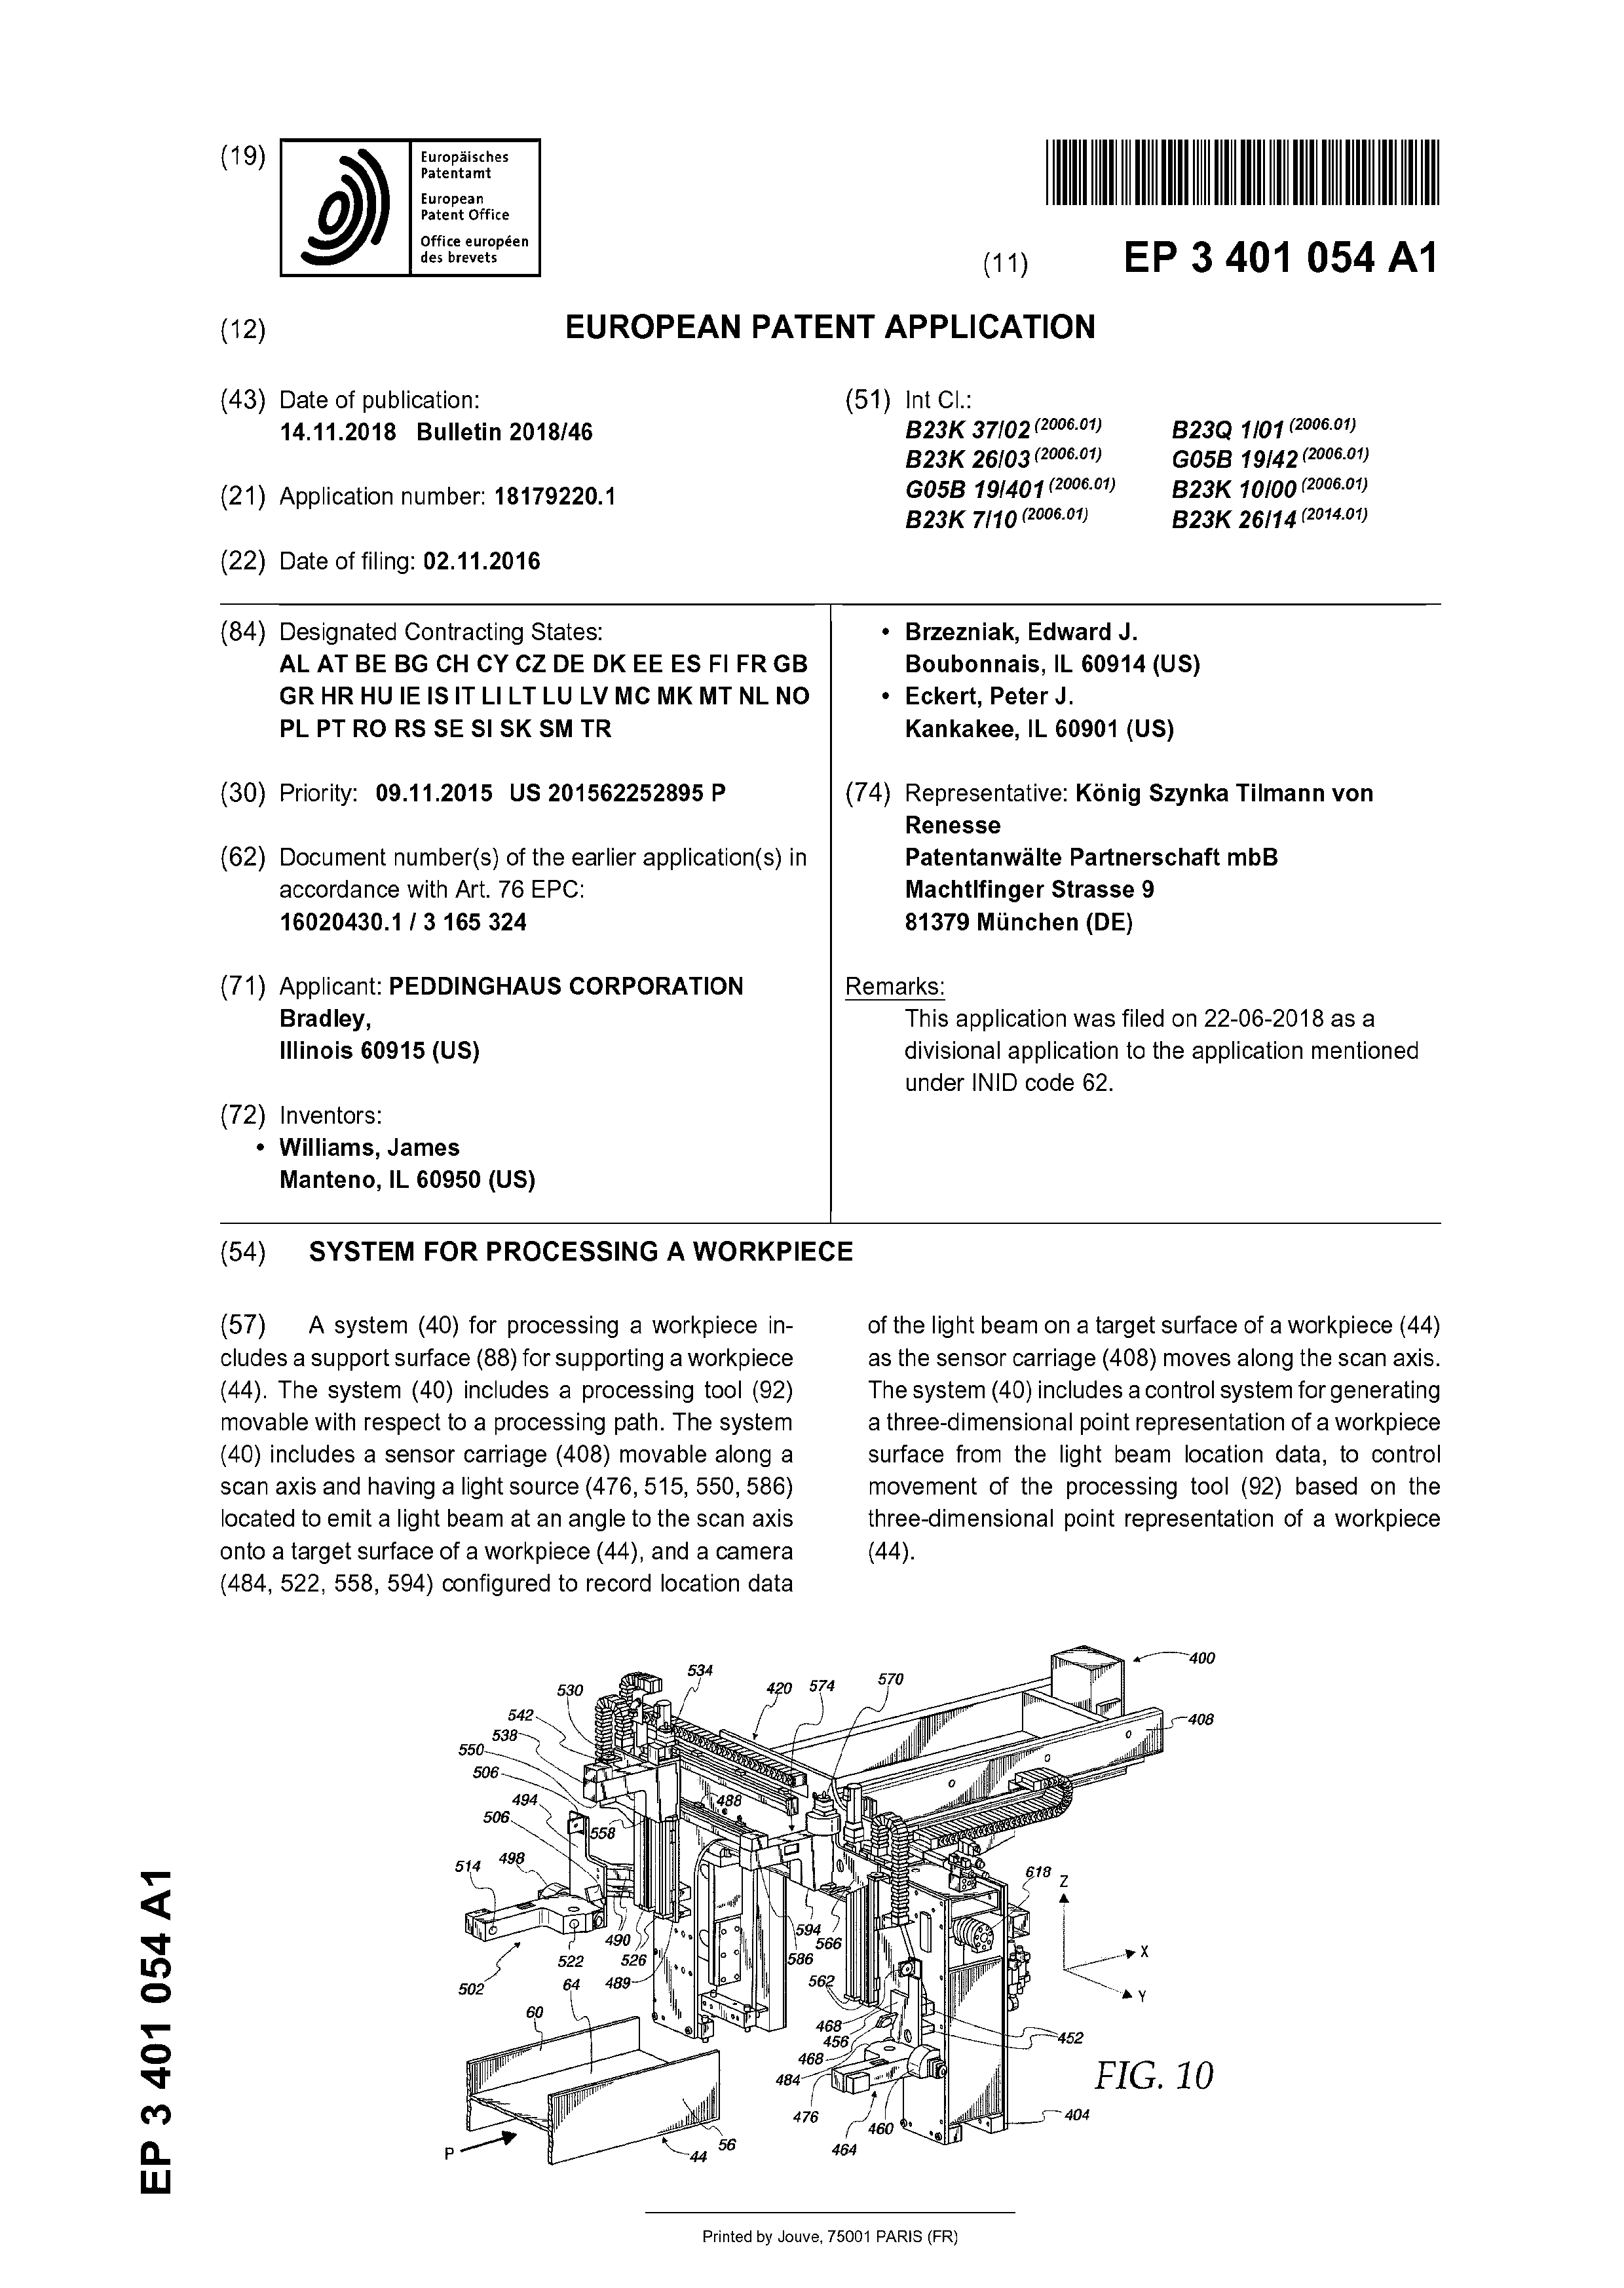 (19)
Europäisches
Patentamt
European
Patent Office
Office européen
des brevets
(11) EP 3 401 054 A1
(12) EUROPEAN PATENT APPLICATION
(43) Date of publication:
14.11.2018 Bulletin 2018/46
(21) Application number: 18179220.1
(22) Date of filing: 02.11.2016
(51) Int Cl.:
B23K 37/02 (2006.01) B23Q 1/01 (2006.01)
B23K 26/03 (2006.01) G05B 19/42 (2006.01)
G05B 19/401 (2006.01) B23K 10/00 (2006.01)
B23K 7/10 (2006.01) B23K 26/14 (2014.01)
(84) Designated Contracting States:
AL AT BE BG CH CY CZ DE DK EE ES FI FR GB
GR HR HU IE IS IT LI LT LU LV MC MK MT NL NO
PL PT RO RS SE SI SK SM TR
(30) Priority: 09.11.2015 US 201562252895 P
(62) Document number(s) of the earlier application(s) in
accordance with Art. 76 EPC:
16020430.1 / 3 165 324
(71) Applicant: PEDDINGHAUS CORPORATION
Bradley,
Illinois 60915 (US)
(72) Inventors:
• Williams, James
Manteno, IL 60950 (US)
• Brzezniak, Edward J.
Boubonnais, IL 60914 (US)
• Eckert, Peter J.
Kankakee, IL 60901 (US)
(74) Representative: König Szynka Tilmann von
Renesse
Patentanwälte Partnerschaft mbB
Machtlfinger Strasse 9
81379 München (DE)
Remarks:
This application was filed on 22-06-2018 as a
divisional application to the application mentioned
under INID code 62.
(54) SYSTEM FOR PROCESSING A WORKPIECE
(57) A system (40) for processing a workpiece in-
cludes a support surface (88) for supporting a workpiece
(44). The system (40) includes a processing tool (92)
movable with respect to a processing path. The system
(40) includes a sensor carriage (408) movable along a
scan axis and having a light source (476, 515, 550, 586)
located to emit a light beam at an angle to the scan axis
onto a target surface of a workpiece (44), and a camera
(484, 522, 558, 594) configured to record location data
of the light beam on a target surface of a workpiece (44)
as the sensor carriage (408) moves along the scan axis.
The system (40) includes a control system for generating
a three-dimensional point representation of a workpiece
surface from the light beam location data, to control
movement of the processing tool (92) based on the
three-dimensional point representation of a workpiece
(44).
400
534
570
420 574
530
542
408
538
550
506
488
494
506
558
498
514
618
Z
594
566
490
586
X
526
522
489
562
64
502
Y
60
468
456
452
468
484
FIG. 10
476
404
460
56
464
P
44
EP 3 401 054 A1
Printed by Jouve, 75001 PARIS (FR)